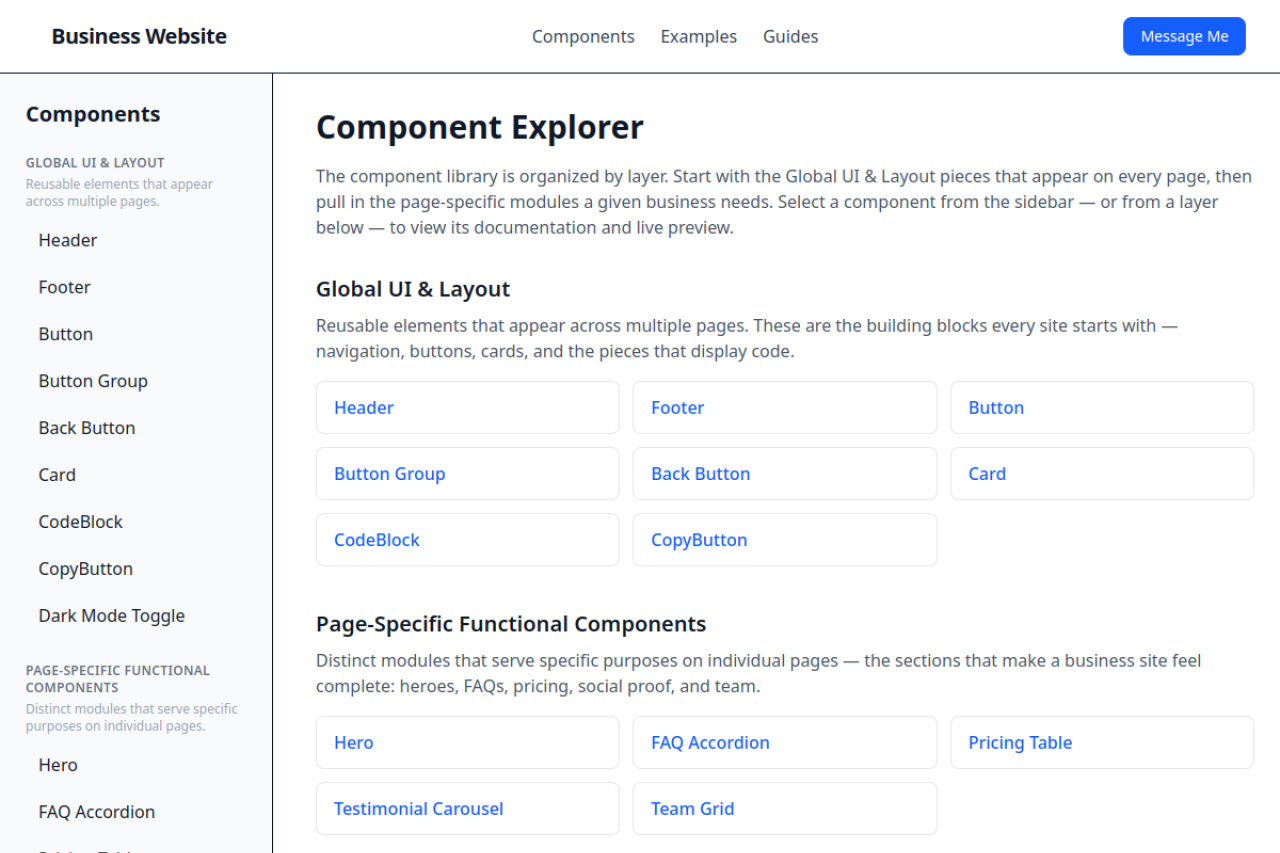 Business Website
Components
Examples
Guides
Message Me
Components
GLOBAL UI & LAYOUT
Reusable elements that appear
across multiple pages.
Header
Footer
Button
Button Group
Back Button
Card
CodeBlock
CopyButton
Dark Mode Toggle
PAGE-SPECIFIC FUNCTIONAL
COMPONENTS
Distinct modules that serve specific
purposes on individual pages.
Hero
FAQ Accordion
Component Explorer
The component library is organized by layer. Start with the Global UI & Layout pieces that appear on every page, then
pull in the page-specific modules a given business needs. Select a component from the sidebar — or from a layer
below — to view its documentation and live preview.
Global UI & Layout
Reusable elements that appear across multiple pages. These are the building blocks every site starts with —
navigation, buttons, cards, and the pieces that display code.
Header
Footer
Button
Button Group
Back Button
Card
CodeBlock
CopyButton
Page-Specific Functional Components
Distinct modules that serve specific purposes on individual pages — the sections that make a business site feel
complete: heroes, FAQs, pricing, social proof, and team.
Hero
FAQ Accordion
Pricing Table
Testimonial Carousel
Team Grid